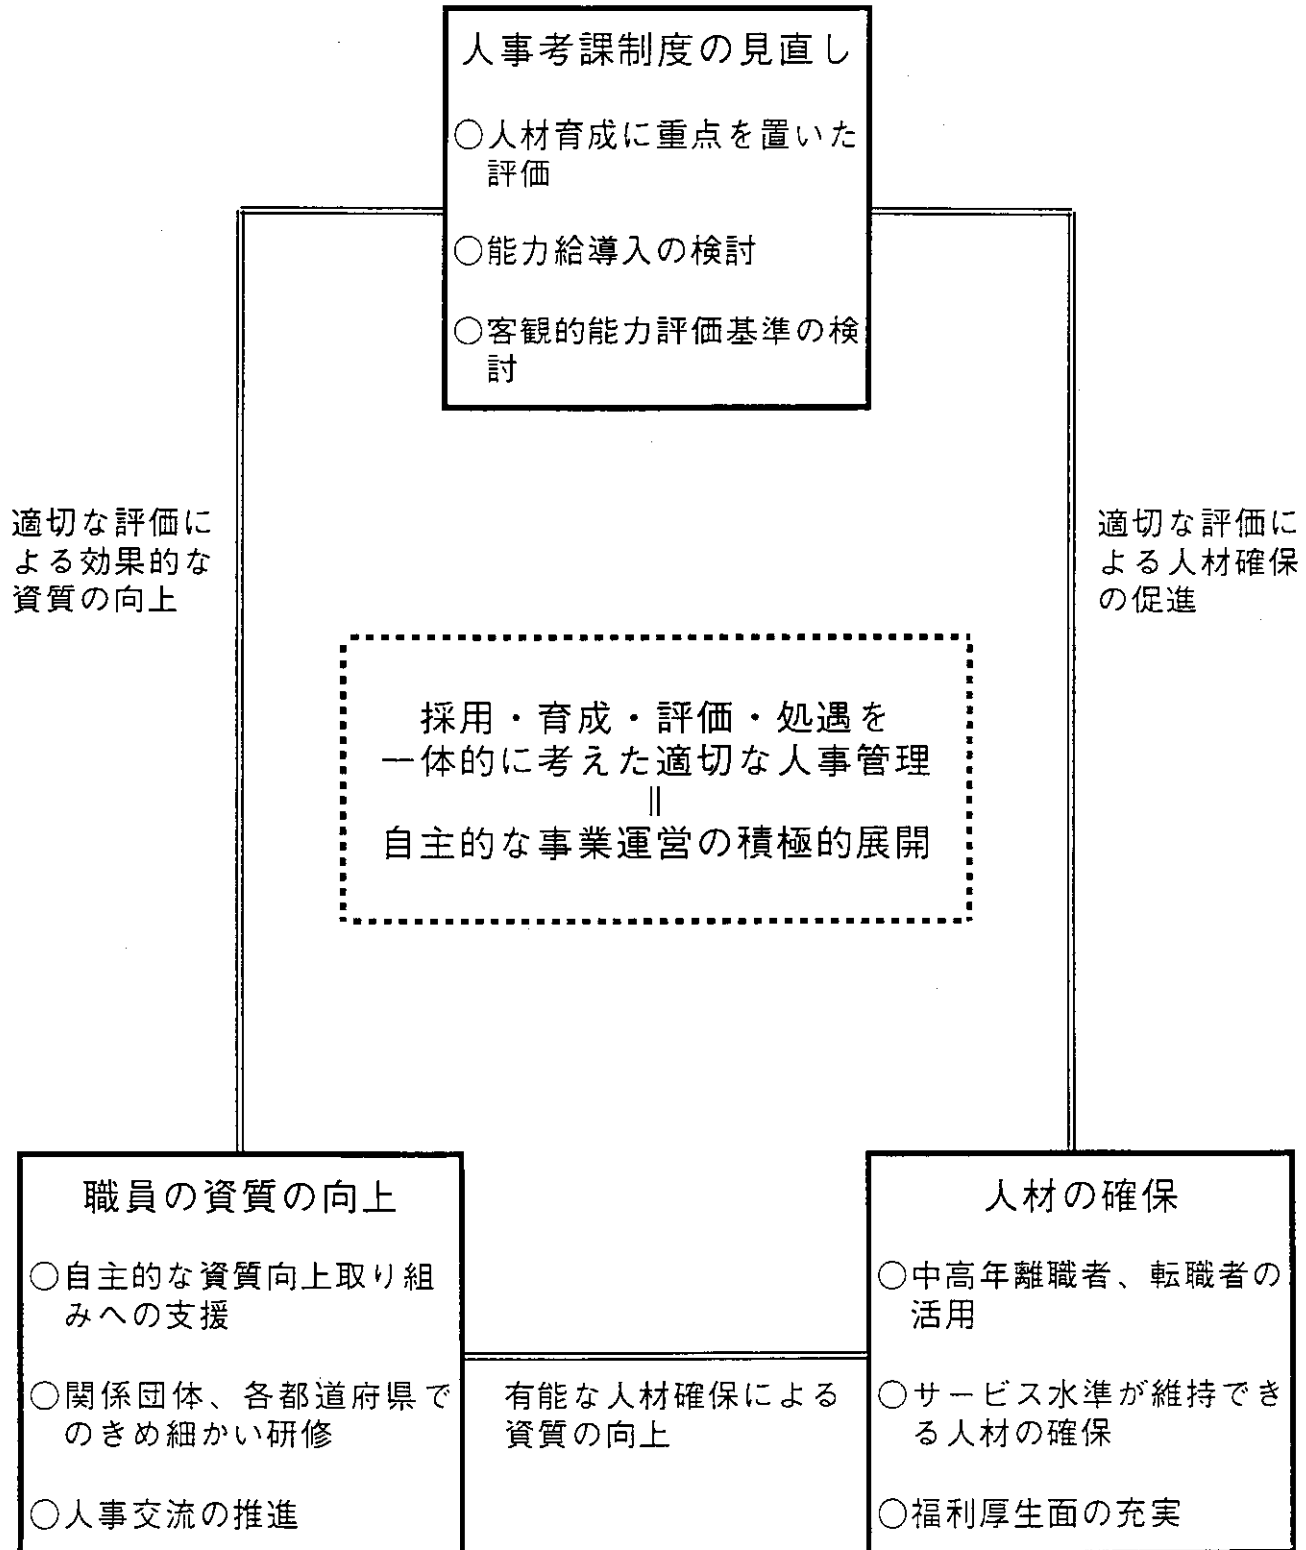 人事考課制度の見直し
○人材育成に重点を置いた
評価
○能力給導入の検討
○客観的能力評価基準の検
討
適切な評価に
よる効果的な
資質の向上
適切な評価に
よる人材確保
の促進
採用・育成・評価・処遇を
一体的に考えた適切な人事管理
||
自主的な事業運営の積極的展開
職員の資質の向上
○自主的な資質向上取り組
みへの支援
○関係団体、各都道府県で
のきめ細かい研修
○人事交流の推進
有能な人材確保による
資質の向上
人材の確保
○中高年離職者、転職者の
活用
○サービス水準が維持でき
る人材の確保
○福利厚生面の充実